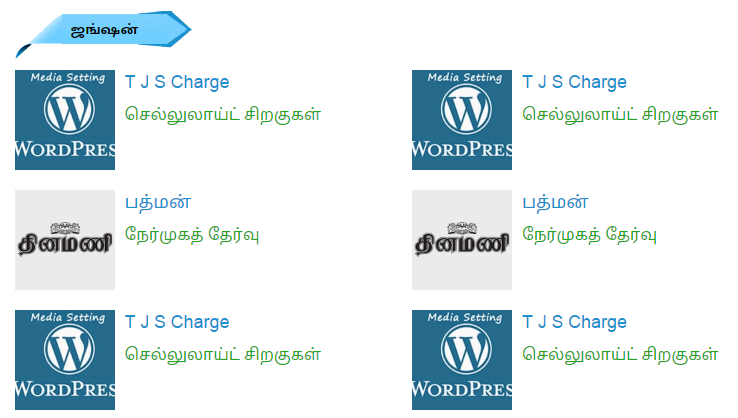 ஜங்ஷன்
Media Setting
WORDPRES
T J S Charge
செல்லுலாய்ட் சிறகுகள்
Media Setting
WORDPRES
T J S Charge
செல்லுலாய்ட் சிறகுகள்
தினமணி
பத்மன்
நேர்முகத் தேர்வு
தினமணி
பத்மன்
நேர்முகத் தேர்வு
Media Setting
WORDPRES
T J S Charge
செல்லுலாய்ட் சிறகுகள்
Media Setting
WORDPRES
T J S Charge
செல்லுலாய்ட் சிறகுகள்